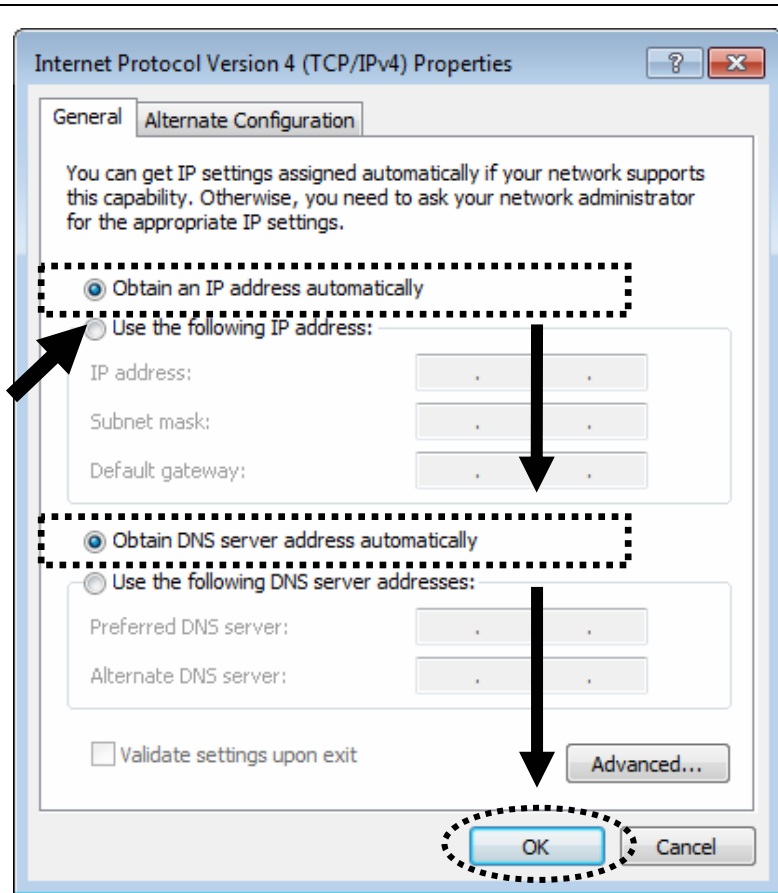 Internet Protocol Version 4 (TCP/IPv4) Properties
General Alternate Configuration
You can get IP settings assigned automatically if your network supports
this capability. Otherwise, you need to ask your network administrator
for the appropriate IP settings.
Obtain an IP address automatically
Use the following IP address:
IP address:
Subnet mask:
Default gateway:
Obtain DNS server address automatically
Use the following DNS server addresses:
Preferred DNS server:
Alternate DNS server:
Validate settings upon exit
Advanced...
OK Cancel